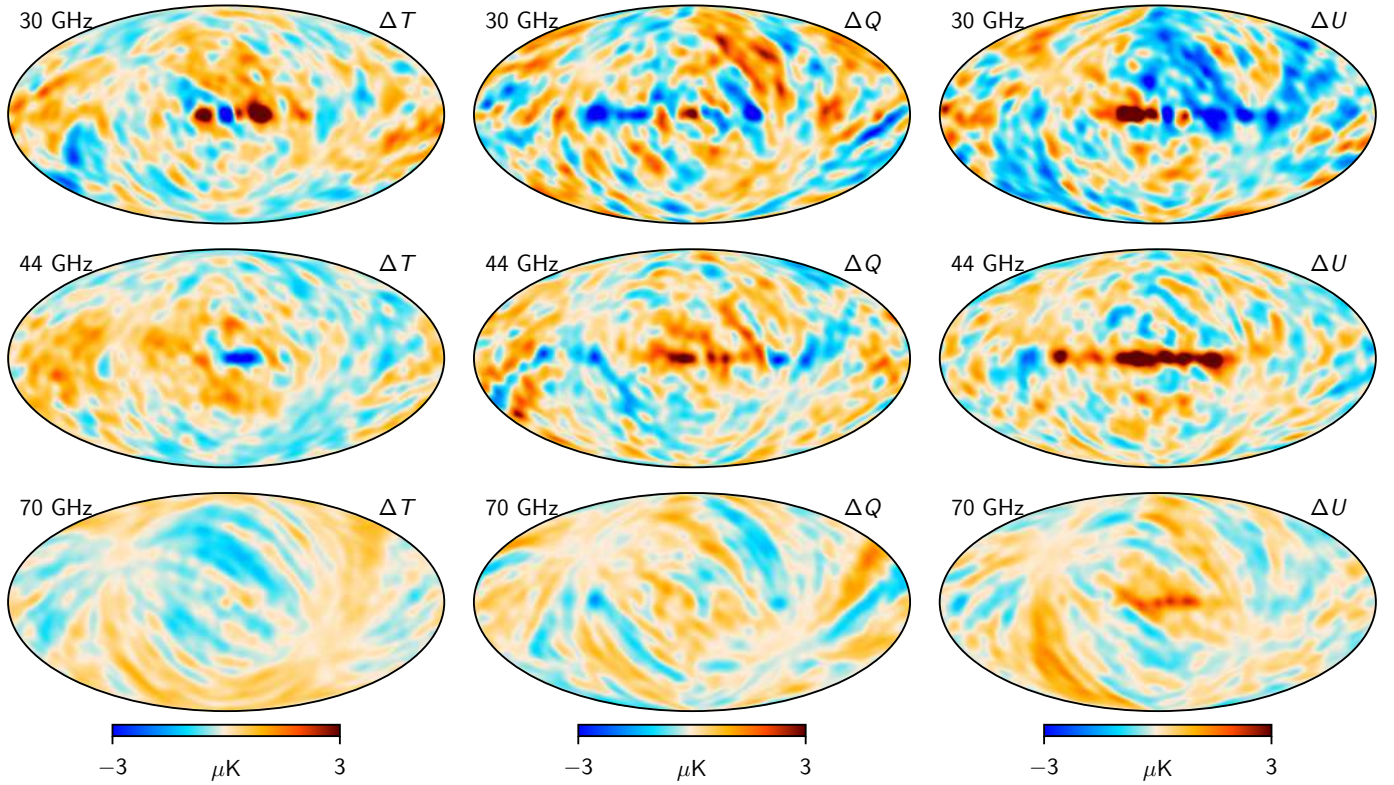 30 GHz ΔT 30 GHz ΔQ 30 GHz ΔU
44 GHz ΔT 44 GHz ΔQ 44 GHz ΔU
70 GHz ΔT 70 GHz ΔQ 70 GHz ΔU
−3 μK 3 −3 μK 3 −3 μK 3